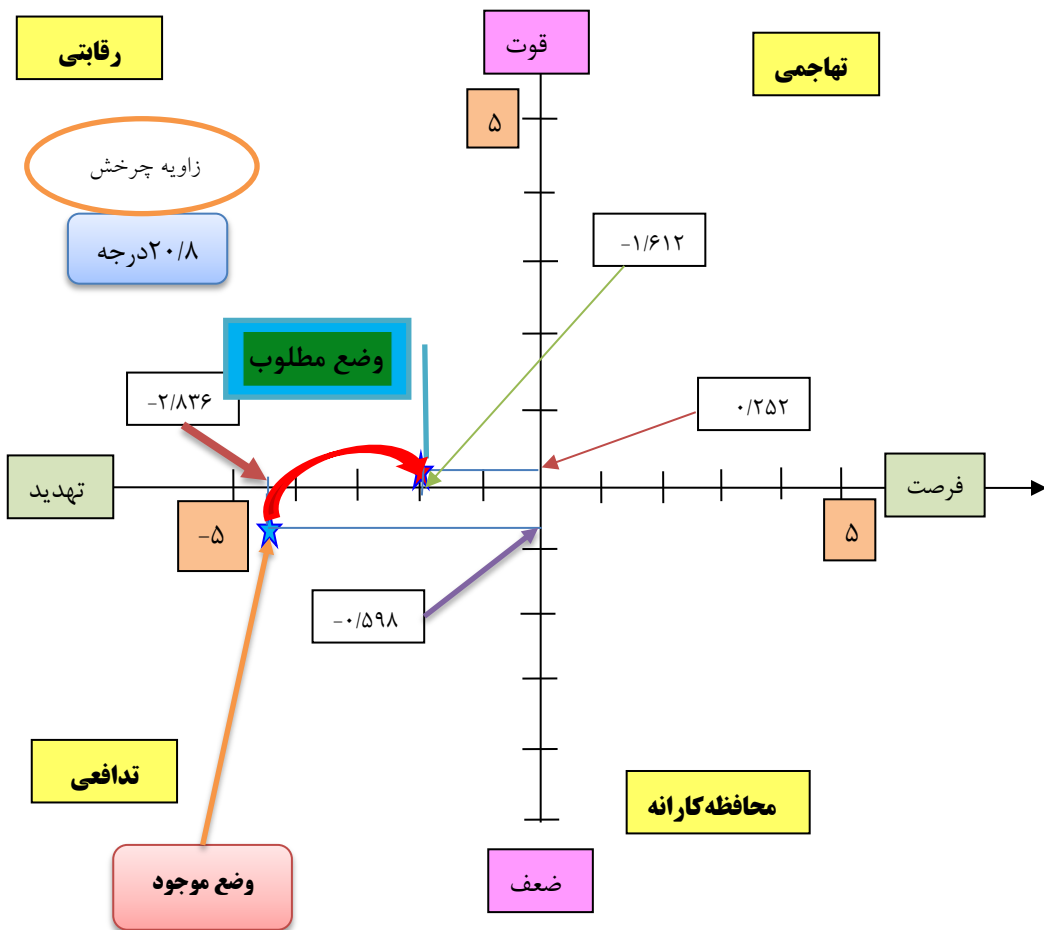 رقابتی
قوت
تهاجمی
۵
زاویه چرخش
۲۰/۸درجه
-۱/۶۱۲
وضع مطلوب
-۲/۸۳۶
۰/۲۵۲
تهدید
فرصت
-۵
۵
-۰/۵۹۸
تدافعی
محافظه‌کارانه
وضع موجود
ضعف